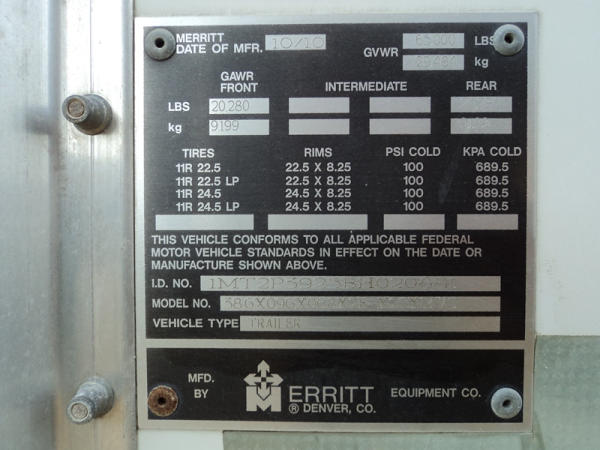 MERRITT
DATE OF MFR. 10/10
GVWR LBS
kg
GAWR
FRONT INTERMEDIATE REAR
LBS 20,280
kg 9199
TIRES RIMS PSI COLD KPA COLD
11R 22.5 22.5 X 8.25 100 689.5
11R 22.5 LP 22.5 X 8.25 100 689.5
11R 24.5 24.5 X 8.25 100 689.5
11R 24.5 LP 24.5 X 8.25 100 689.5
THIS VEHICLE CONFORMS TO ALL APPLICABLE FEDERAL
MOTOR VEHICLE STANDARDS IN EFFECT ON THE DATE OR
MANUFACTURE SHOWN ABOVE.
I.D. NO.
MODEL NO.
VEHICLE TYPE TRAILER
MFD. BY MERRITT EQUIPMENT CO.
® DENVER, CO.